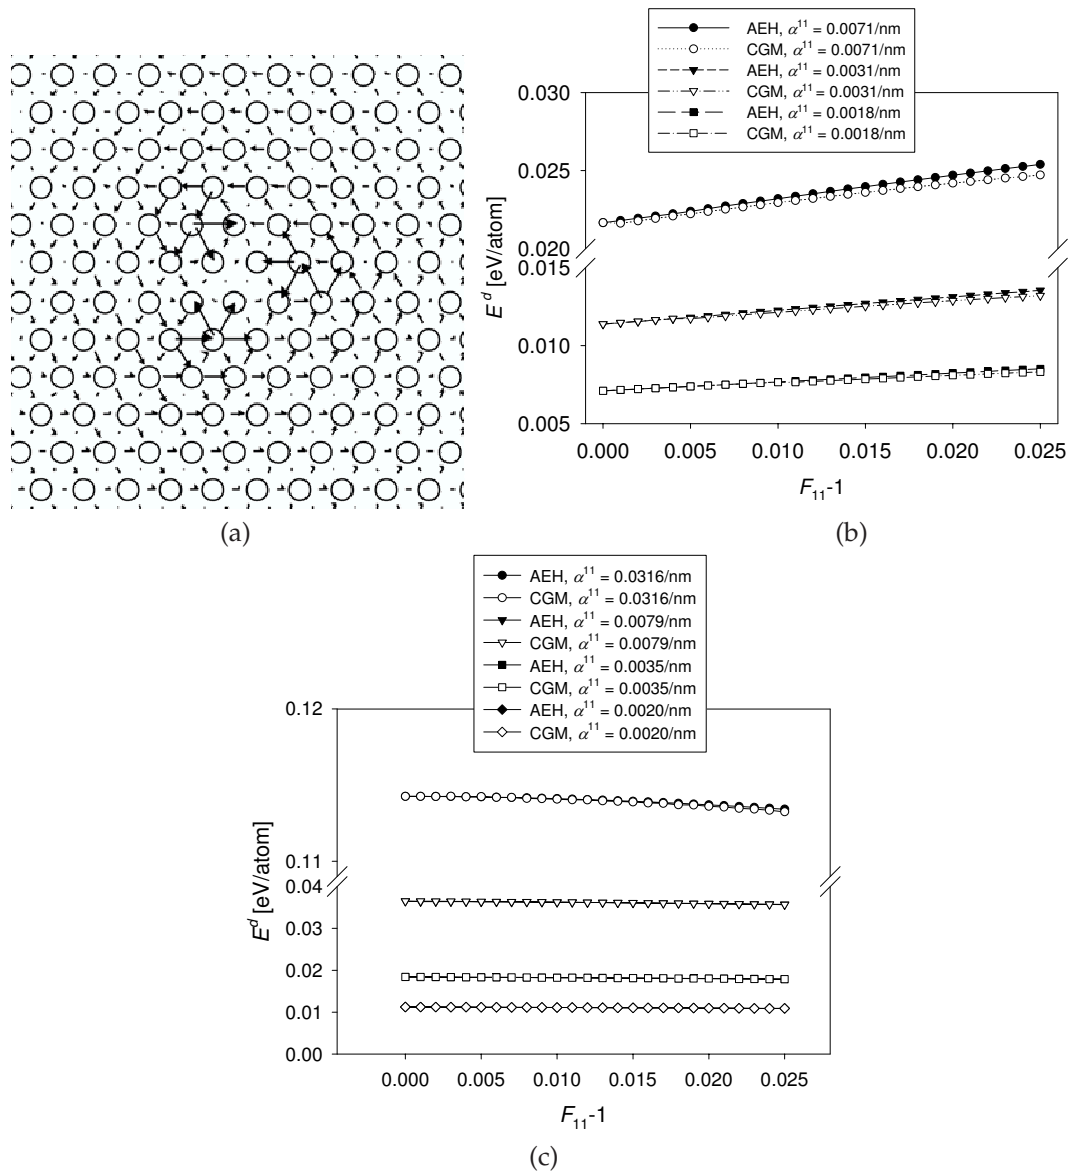 AEH, α¹¹ = 0.0071/nm
CGM, α¹¹ = 0.0071/nm
AEH, α¹¹ = 0.0031/nm
CGM, α¹¹ = 0.0031/nm
AEH, α¹¹ = 0.0018/nm
CGM, α¹¹ = 0.0018/nm
0.030
0.025
0.020
0.015
0.010
0.005
Eᵈ [eV/atom]
0.000 0.005 0.010 0.015 0.020 0.025
F₁₁-1
(a)
(b)
AEH, α¹¹ = 0.0316/nm
CGM, α¹¹ = 0.0316/nm
AEH, α¹¹ = 0.0079/nm
CGM, α¹¹ = 0.0079/nm
AEH, α¹¹ = 0.0035/nm
CGM, α¹¹ = 0.0035/nm
AEH, α¹¹ = 0.0020/nm
CGM, α¹¹ = 0.0020/nm
0.12
0.11
0.04
0.03
0.02
0.01
0.00
Eᵈ [eV/atom]
0.000 0.005 0.010 0.015 0.020 0.025
F₁₁-1
(c)